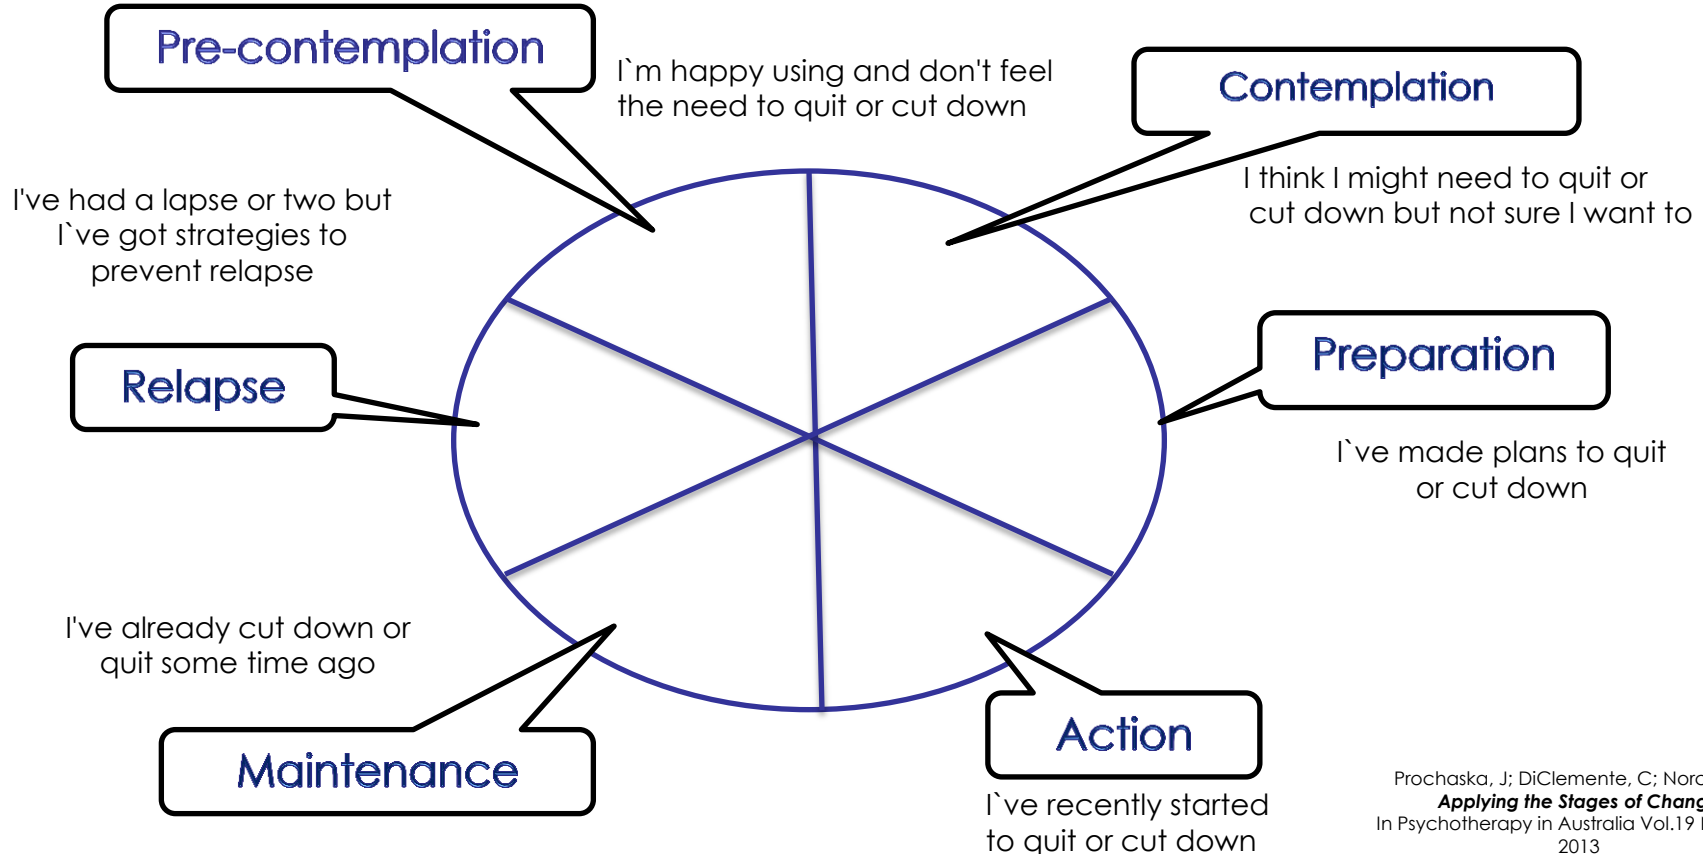 Pre-contemplation
I`m happy using and don't feel
the need to quit or cut down
Contemplation
I think I might need to quit or
cut down but not sure I want to
Preparation
I`ve made plans to quit
or cut down
Action
I`ve recently started
to quit or cut down
Maintenance
I've already cut down or
quit some time ago
Relapse
I've had a lapse or two but
I`ve got strategies to
prevent relapse
Prochaska, J; DiClemente, C;
Applying the Stages of
In Psychotherapy in Australia Vol.19
2013